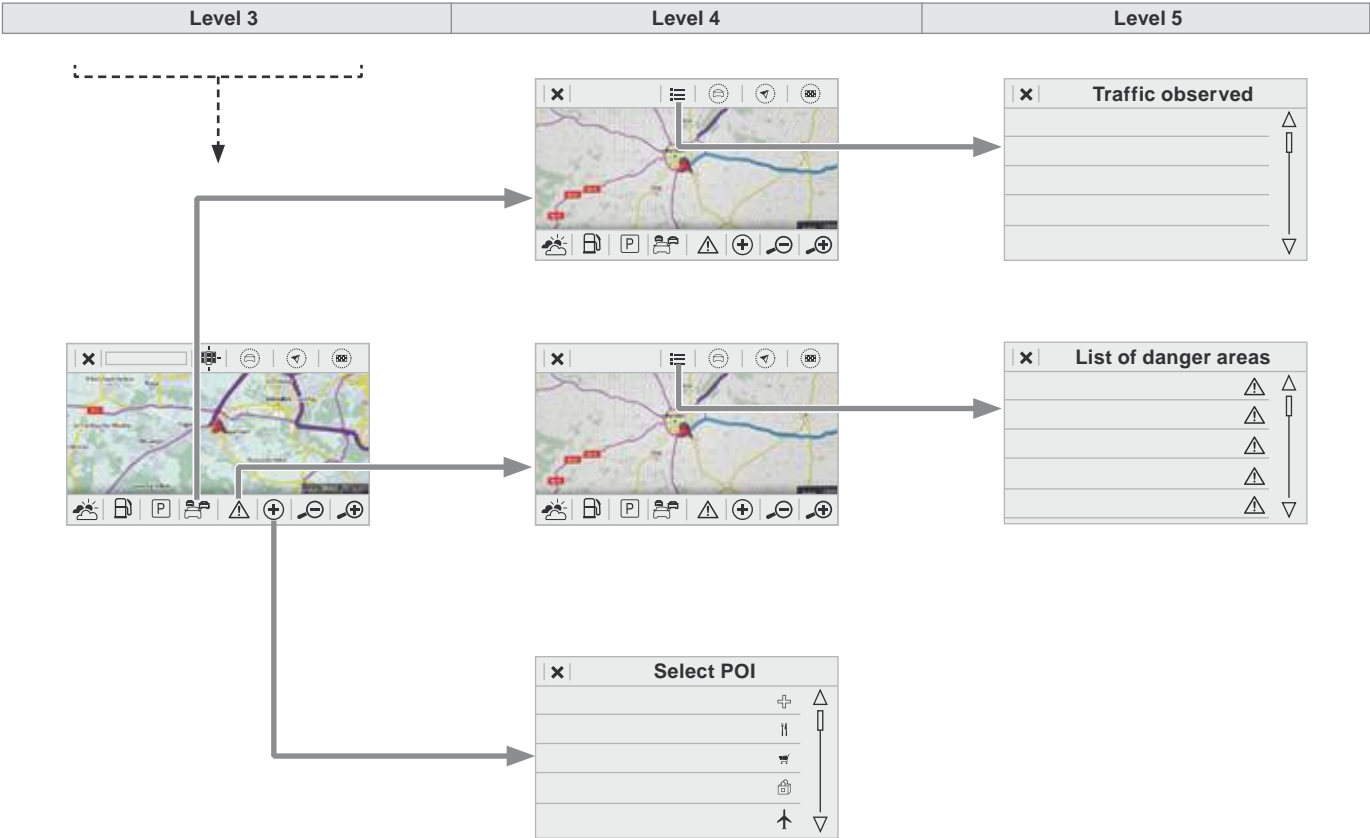 Level 3
Level 4
Level 5
Traffic observed
P
P
List of danger areas
P
Select POI